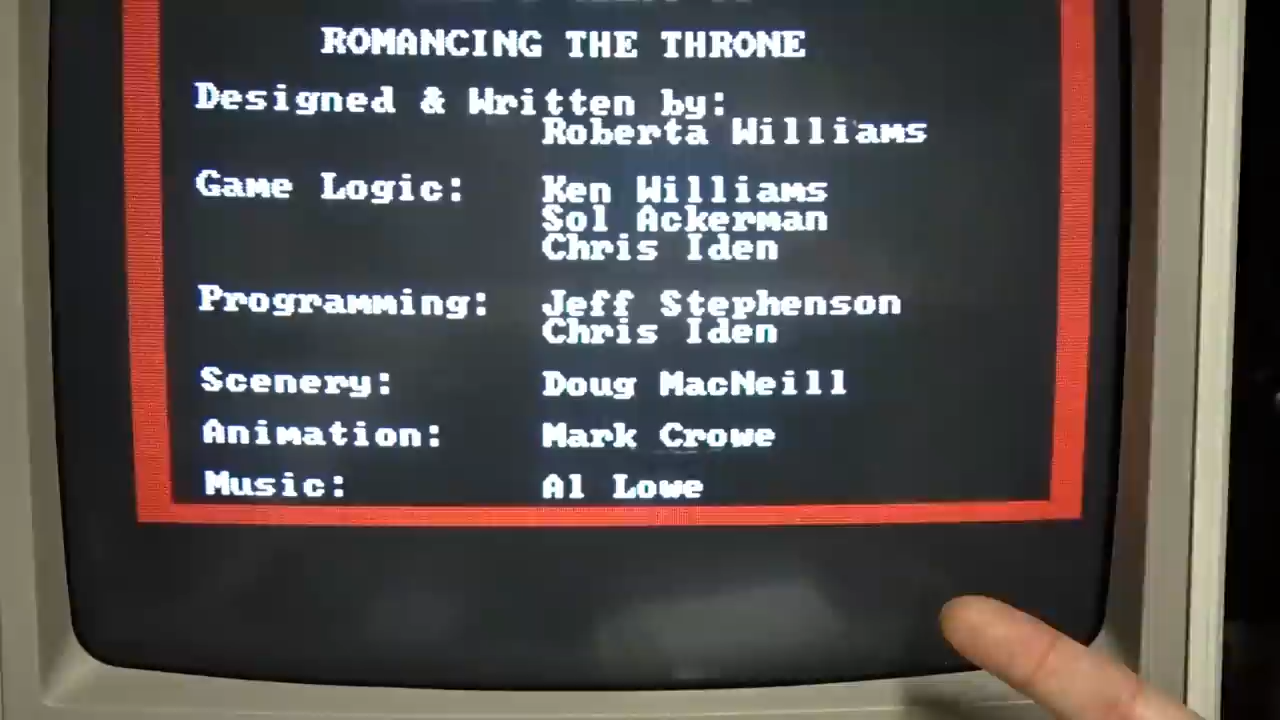 ROMANCING THE THRONE
Designed & Written by:
Roberta Williams
Game Logic: Ken Williams
Sol Ackerman
Chris Iden
Programming: Jeff Stephenson
Chris Iden
Scenery: Doug MacNeill
Animation: Mark Crowe
Music: Al Lowe